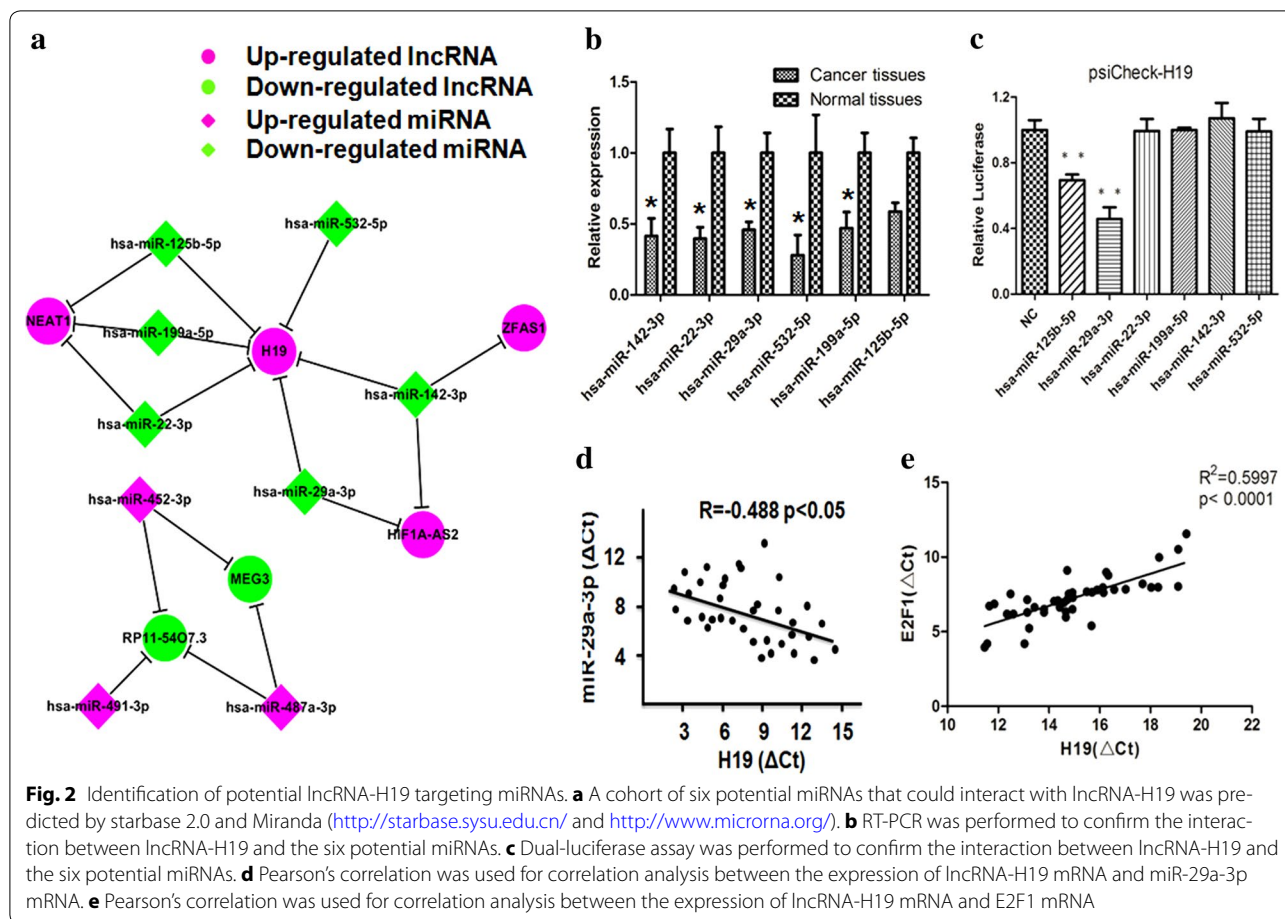 a
Up-regulated lncRNA
Down-regulated lncRNA
Up-regulated miRNA
Down-regulated miRNA
hsa-miR-532-5p
hsa-miR-125b-5p
NEAT1
hsa-miR-199a-5p
H19
ZFAS1
hsa-miR-22-3p
hsa-miR-142-3p
hsa-miR-29a-3p
HIF1A-AS2
hsa-miR-452-3p
MEG3
RP11-54O7.3
hsa-miR-491-3p
hsa-miR-487a-3p
b
Cancer tissues
Normal tissues
Relative expression
1.5
1.0
0.5
0.0
* * * * *
hsa-miR-142-3p
hsa-miR-22-3p
hsa-miR-29a-3p
hsa-miR-532-5p
hsa-miR-199a-5p
hsa-miR-125b-5p
c
psiCheck-H19
Relative Luciferase
1.2
0.8
0.4
0.0
* *
* *
NC
hsa-miR-125b-5p
hsa-miR-29a-3p
hsa-miR-22-3p
hsa-miR-199a-5p
hsa-miR-142-3p
hsa-miR-532-5p
d
R=-0.488 p<0.05
miR-29a-3p (ΔCt)
12
8
4
3 6 9 12 15
H19 (ΔCt)
e
R²=0.5997
p< 0.0001
E2F1(△Ct)
15
10
5
0
10 12 14 16 18 20 22
H19(△Ct)
Fig. 2 Identification of potential lncRNA-H19 targeting miRNAs. a A cohort of six potential miRNAs that could interact with lncRNA-H19 was pre-
dicted by starbase 2.0 and Miranda (http://starbase.sysu.edu.cn/ and http://www.microrna.org/). b RT-PCR was performed to confirm the interac-
tion between lncRNA-H19 and the six potential miRNAs. c Dual-luciferase assay was performed to confirm the interaction between lncRNA-H19 and
the six potential miRNAs. d Pearson's correlation was used for correlation analysis between the expression of lncRNA-H19 mRNA and miR-29a-3p
mRNA. e Pearson's correlation was used for correlation analysis between the expression of lncRNA-H19 mRNA and E2F1 mRNA